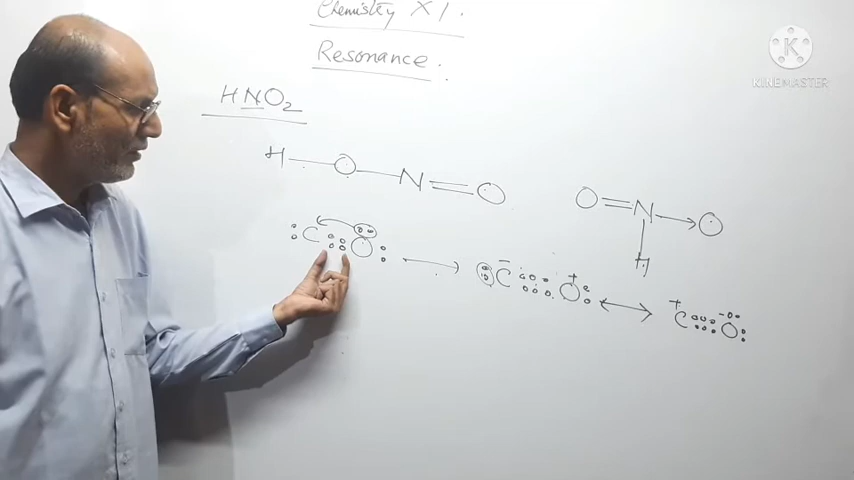 Chemistry XI.
Resonance.
K
KINEMASTER
HNO2
H—O—N=O
O=N→O
H
:C::O: ↔ C⁻:::O⁺: ↔ C⁺:::O⁻: